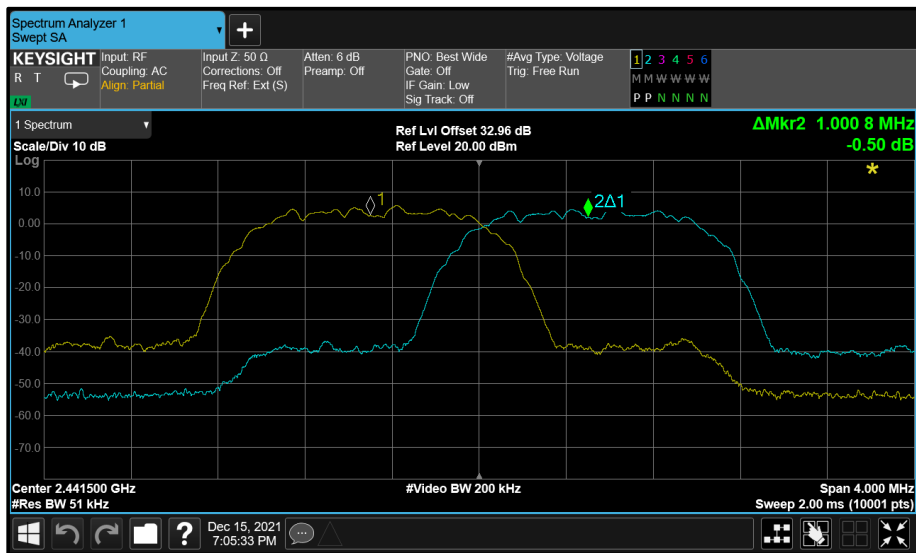 Spectrum Analyzer 1
Swept SA
KEYSIGHT
R T
LXI
Input: RF
Coupling: AC
Align: Partial
Input Z: 50 Ω
Corrections: Off
Freq Ref: Ext (S)
Atten: 6 dB
Preamp: Off
PNO: Best Wide
Gate: Off
IF Gain: Low
Sig Track: Off
#Avg Type: Voltage
Trig: Free Run
1 2 3 4 5 6
M M W W W W
P P N N N N
1 Spectrum
Scale/Div 10 dB
Log
Ref Lvl Offset 32.96 dB
Ref Level 20.00 dBm
ΔMkr2 1.000 8 MHz
-0.50 dB
*
1
2Δ1
10.0
0.00
-10.0
-20.0
-30.0
-40.0
-50.0
-60.0
-70.0
Center 2.441500 GHz
#Res BW 51 kHz
#Video BW 200 kHz
Span 4.000 MHz
Sweep 2.00 ms (10001 pts)
?
Dec 15, 2021
7:05:33 PM